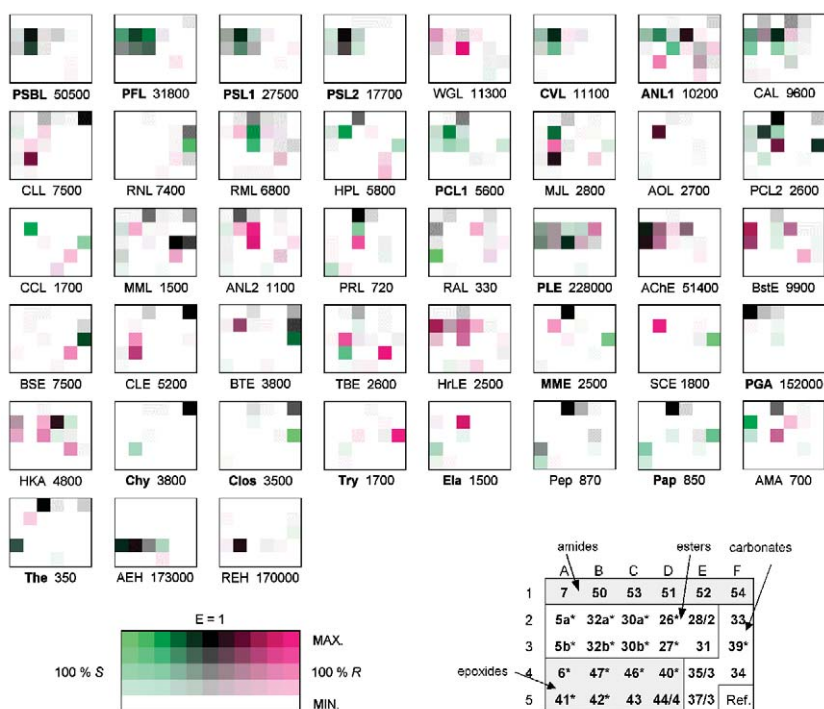 PSBL 50500 PFL 31800 PSL1 27500 PSL2 17700 WGL 11300 CVL 11100 ANL1 10200 CAL 9600
CLL 7500 RNL 7400 RML 6800 HPL 5800 PCL1 5600 MJL 2800 AOL 2700 PCL2 2600
CCL 1700 MML 1500 ANL2 1100 PRL 720 RAL 330 PLE 228000 AChE 51400 BstE 9900
BSE 7500 CLE 5200 BTE 3800 TBE 2600 HrLE 2500 MME 2500 SCE 1800 PGA 152000
HKA 4800 Chy 3800 Clos 3500 Try 1700 Ela 1500 Pep 870 Pap 850 AMA 700
The 350 AEH 173000 REH 170000
amides esters carbonates
A B C D E F
1 7 50 53 51 52 54
2 5a* 32a* 30a* 26* 28/2 33
3 5b* 32b* 30b* 27* 31 39*
epoxides
4 6* 47* 46* 40* 35/3 34
5 41* 42* 43 44/4 37/3 Ref.
E = 1
MAX.
100 % S 100 % R
MIN.